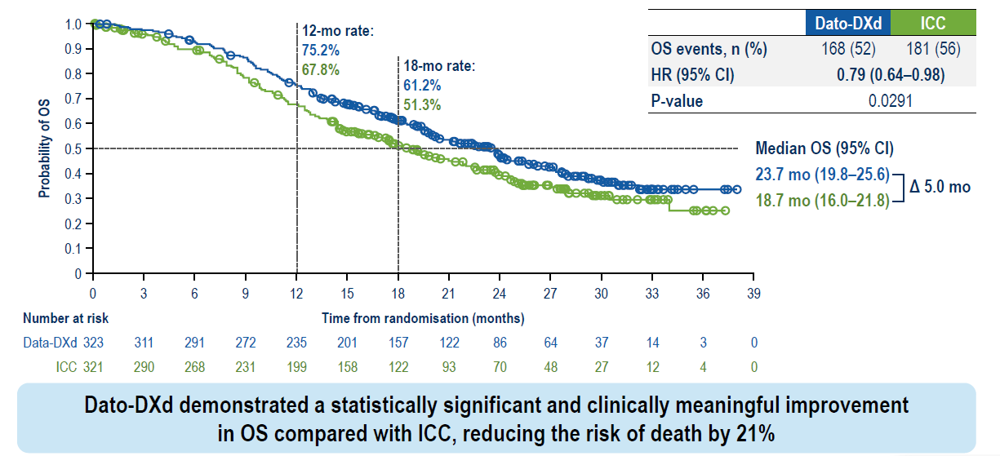 Dato-DXd ICC
OS events, n (%) 168 (52) 181 (56)
HR (95% CI) 0.79 (0.64–0.98)
P-value 0.0291
Probability of OS
1.0
0.9
0.8
0.7
0.6
0.5
0.4
0.3
0.2
0.1
0
12-mo rate:
75.2%
67.8%
18-mo rate:
61.2%
51.3%
Median OS (95% CI)
23.7 mo (19.8–25.6)
18.7 mo (16.0–21.8)
Δ 5.0 mo
0 3 6 9 12 15 18 21 24 27 30 33 36 39
Number at risk
Time from randomisation (months)
Data-DXd 323 311 291 272 235 201 157 122 86 64 37 14 3 0
ICC 321 290 268 231 199 158 122 93 70 48 27 12 4 0
Dato-DXd demonstrated a statistically significant and clinically meaningful improvement
in OS compared with ICC, reducing the risk of death by 21%